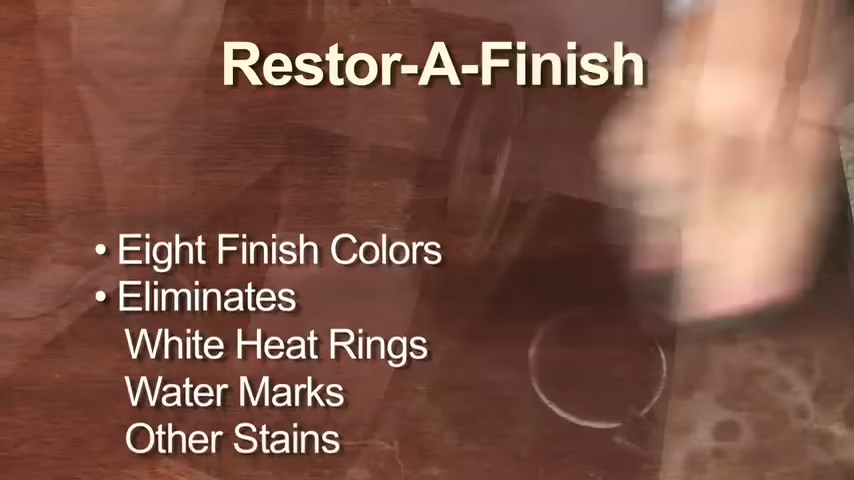 Restor-A-Finish
• Eight Finish Colors
• Eliminates
White Heat Rings
Water Marks
Other Stains